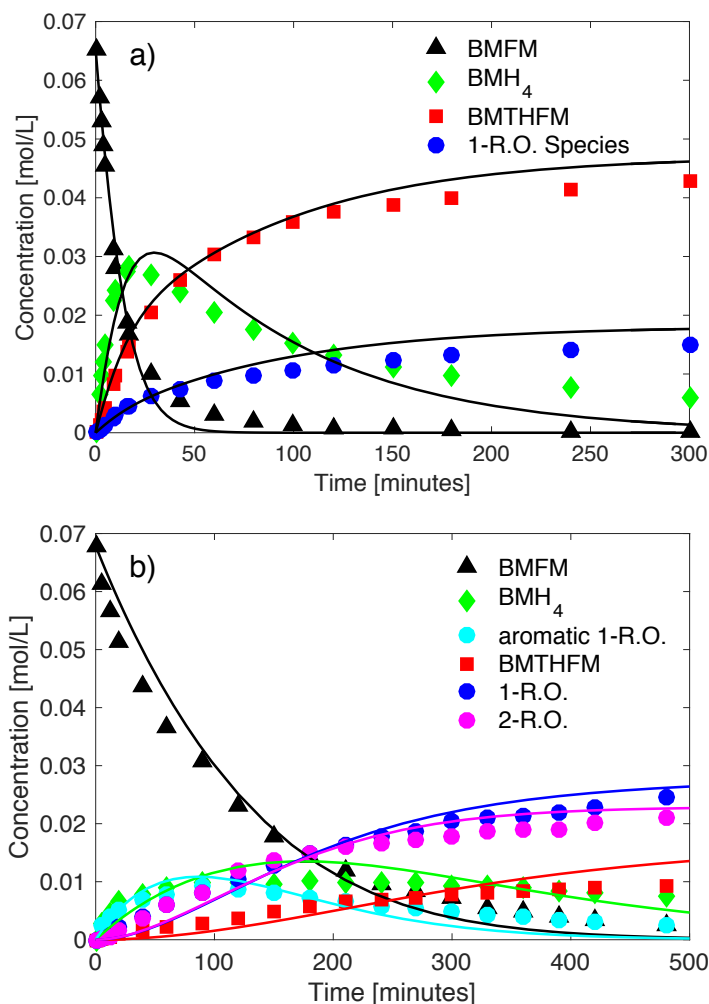 0.07
0.06
0.05
0.04
0.03
0.02
0.01
0
Concentration [mol/L]
a)
BMFM
BMH4
BMTHFM
1-R.O. Species
0 50 100 150 200 250 300
Time [minutes]
0.07
0.06
0.05
0.04
0.03
0.02
0.01
0
Concentration [mol/L]
b)
BMFM
BMH4
aromatic 1-R.O.
BMTHFM
1-R.O.
2-R.O.
0 100 200 300 400 500
Time [minutes]